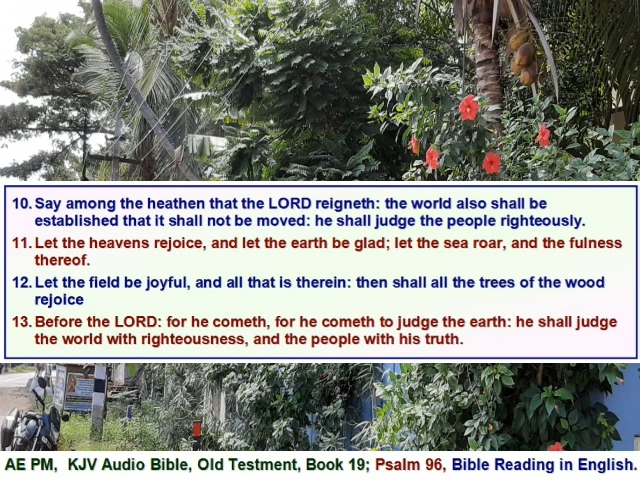 10. Say among the heathen that the LORD reigneth: the world also shall be
established that it shall not be moved: he shall judge the people righteously.
11. Let the heavens rejoice, and let the earth be glad; let the sea roar, and the fulness
thereof.
12. Let the field be joyful, and all that is therein: then shall all the trees of the wood
rejoice
13. Before the LORD: for he cometh, for he cometh to judge the earth: he shall judge
the world with righteousness, and the people with his truth.
AE PM, KJV Audio Bible, Old Testment, Book 19; Psalm 96, Bible Reading in English.